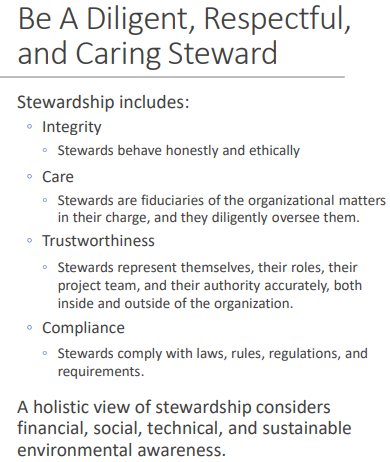 Be A Diligent, Respectful,
and Caring Steward
Stewardship includes:
◦ Integrity
◦ Stewards behave honestly and ethically
◦ Care
◦ Stewards are fiduciaries of the organizational matters
in their charge, and they diligently oversee them.
◦ Trustworthiness
◦ Stewards represent themselves, their roles, their
project team, and their authority accurately, both
inside and outside of the organization.
◦ Compliance
◦ Stewards comply with laws, rules, regulations, and
requirements.
A holistic view of stewardship considers
financial, social, technical, and sustainable
environmental awareness.